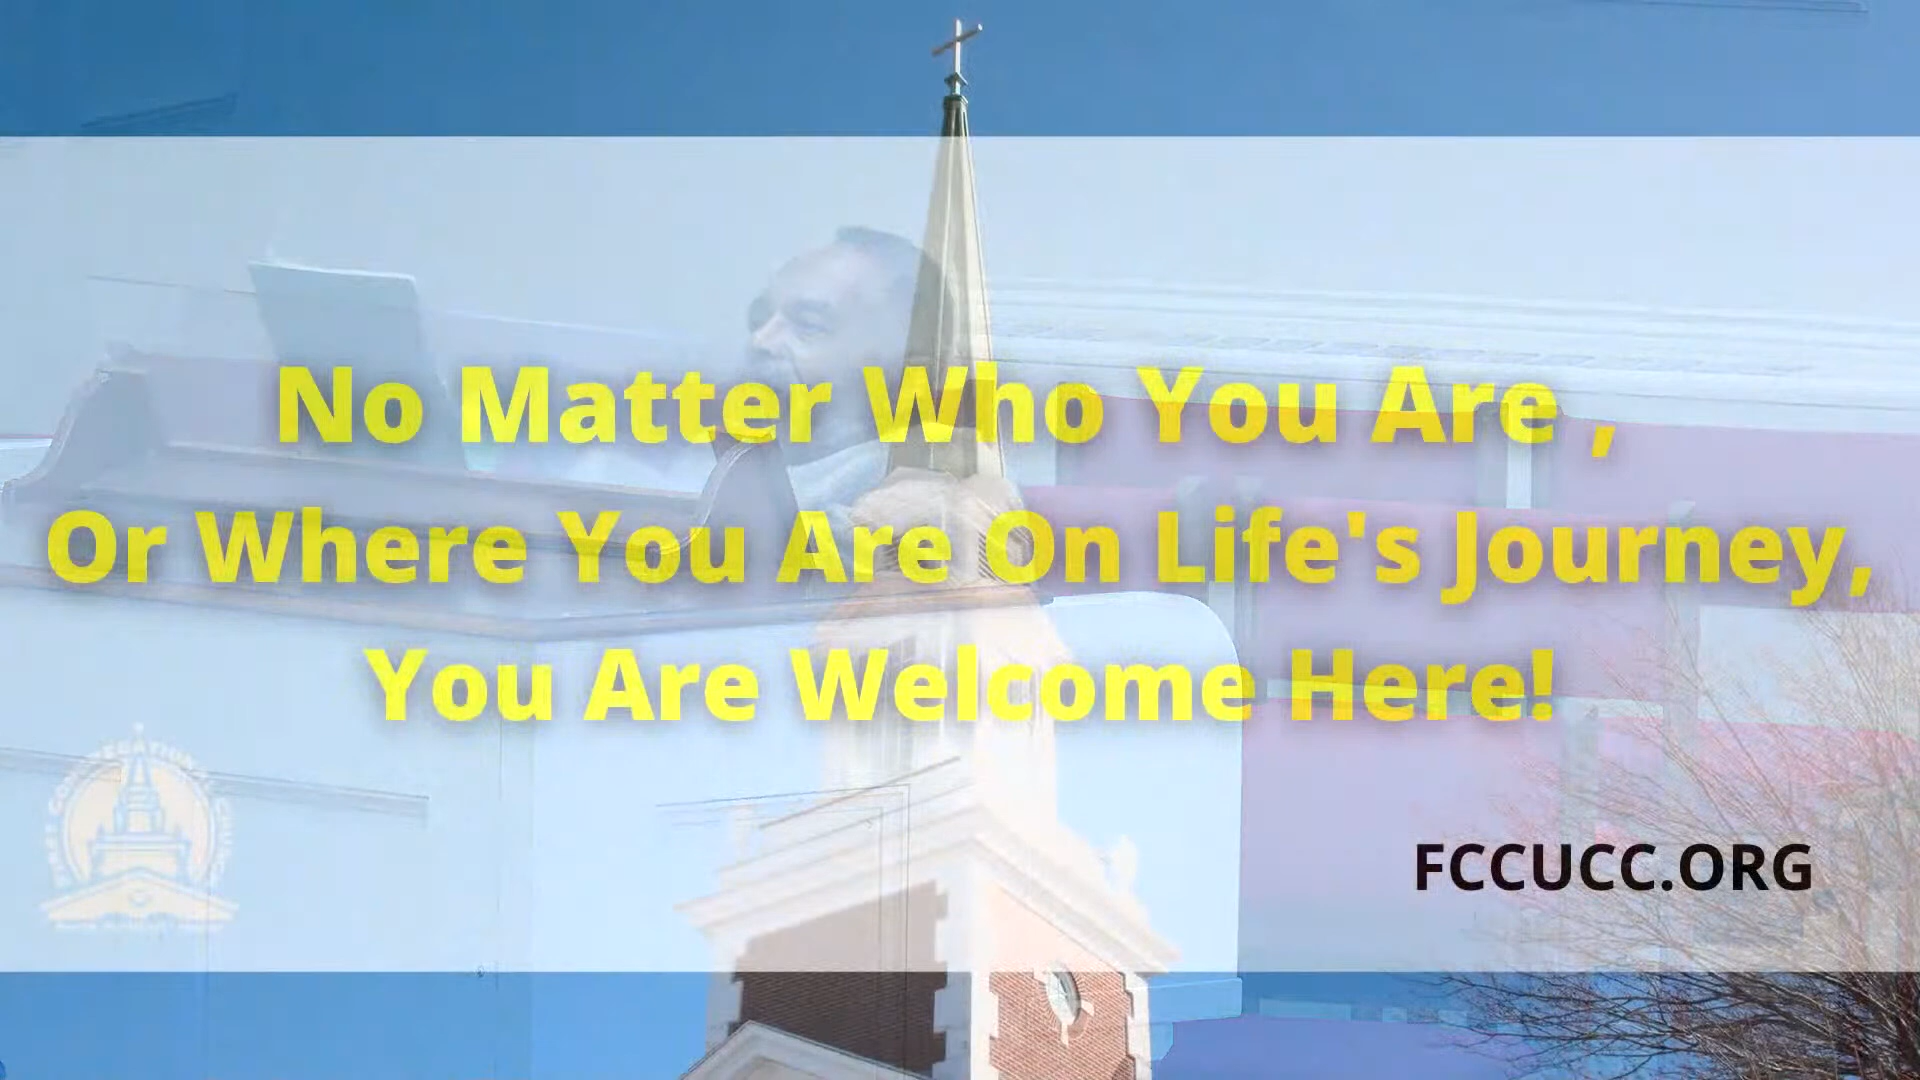 No Matter Who You Are ,
Or Where You Are On Life's Journey,
You Are Welcome Here!
FCCUCC.ORG